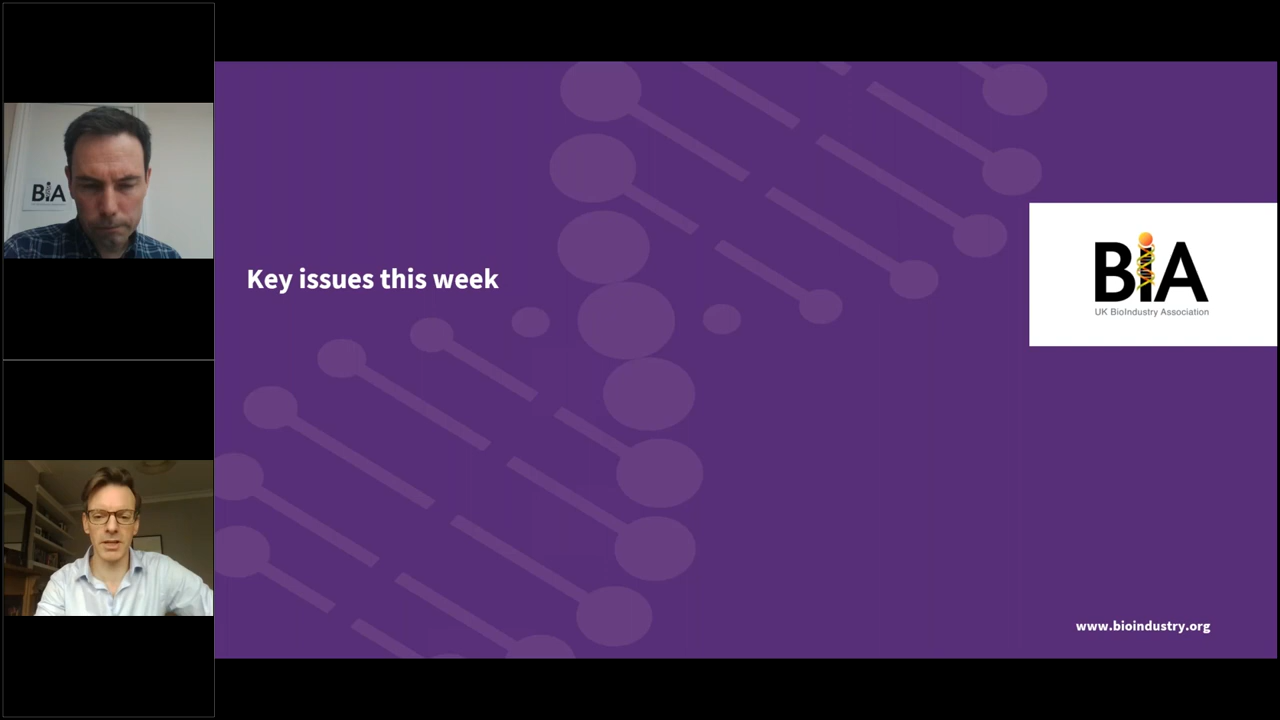 BiA
Key issues this week
BiA
UK BioIndustry Association
www.bioindustry.org